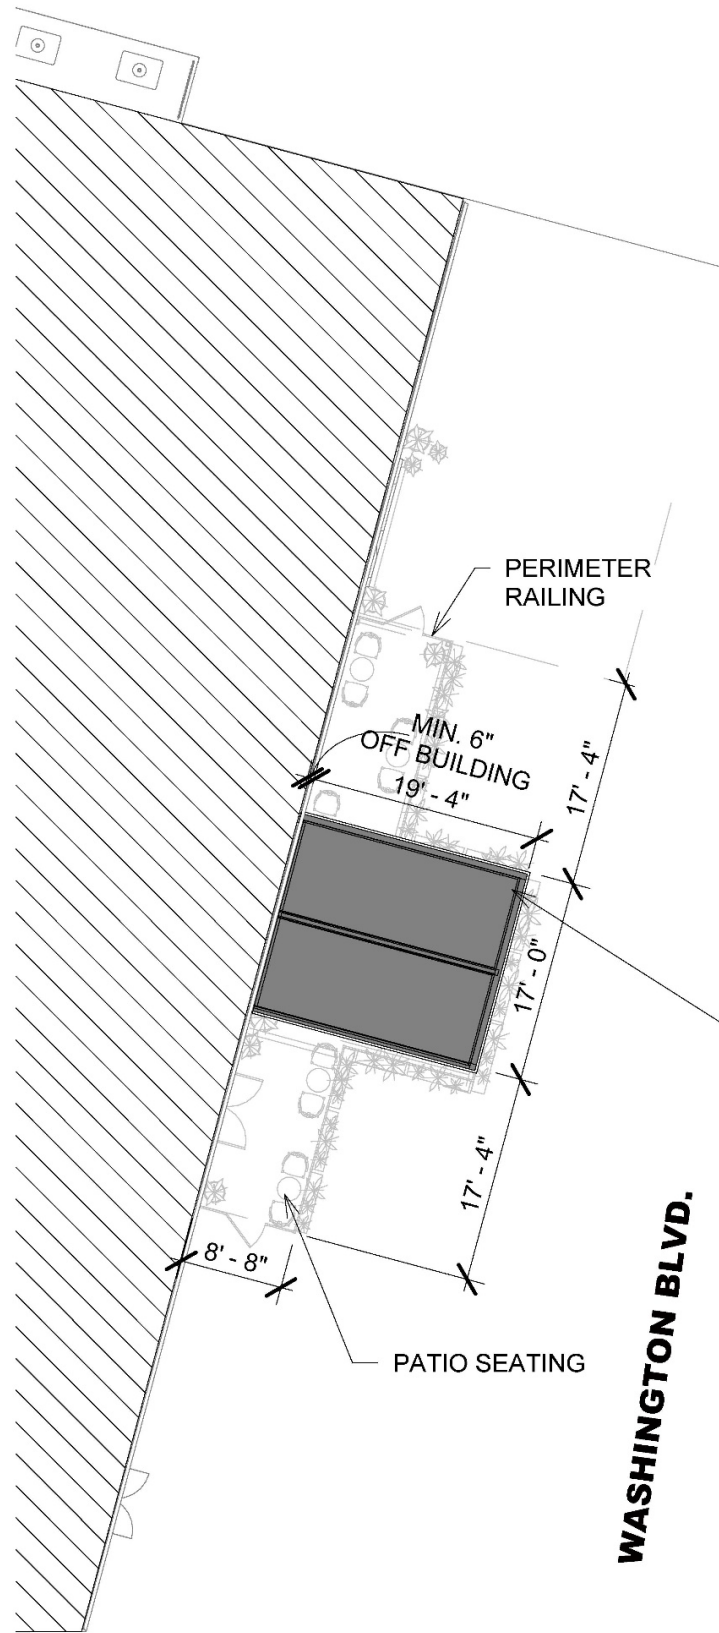 PERIMETER
RAILING
MIN. 6"
OFF BUILDING
19' - 4"
17' - 4"
17' - 0"
17' - 4"
8' - 8"
PATIO SEATING
WASHINGTON BLVD.